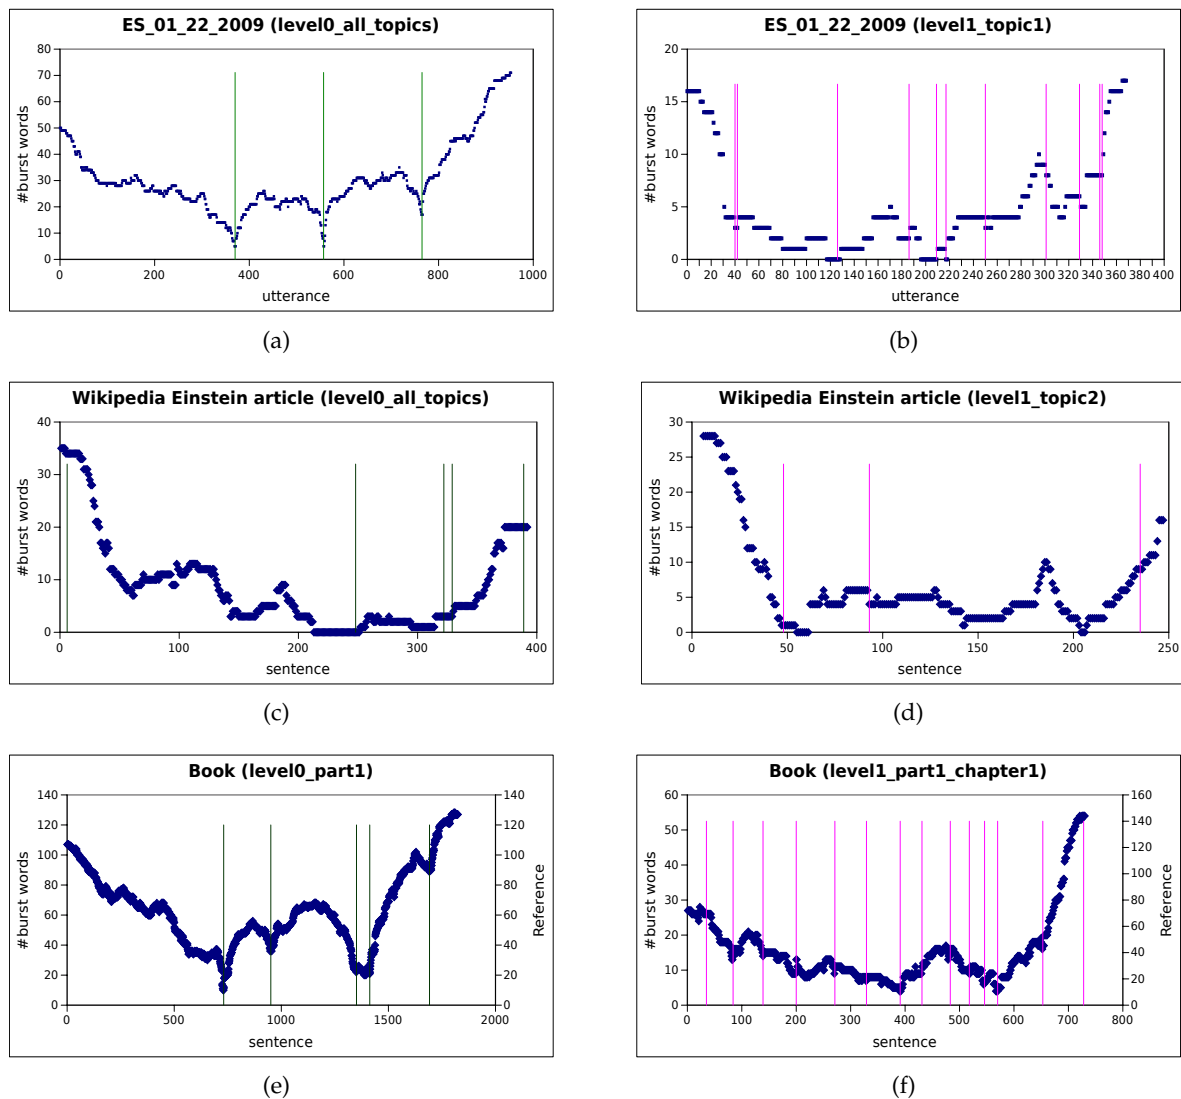 ES_01_22_2009 (level0_all_topics)
80
70
60
50
40
30
20
10
0
#burst words
0 200 400 600 800 1000
utterance
(a)
ES_01_22_2009 (level1_topic1)
20
15
10
5
0
#burst words
0 20 40 60 80 100 120 140 160 180 200 220 240 260 280 300 320 340 360 380 400
utterance
(b)
Wikipedia Einstein article (level0_all_topics)
40
30
20
10
0
#burst words
0 100 200 300 400
sentence
(c)
Wikipedia Einstein article (level1_topic2)
30
25
20
15
10
5
0
#burst words
0 50 100 150 200 250
sentence
(d)
Book (level0_part1)
140
120
100
80
60
40
20
0
#burst words
140
120
100
80
60
40
20
0
Reference
0 500 1000 1500 2000
sentence
(e)
Book (level1_part1_chapter1)
60
50
40
30
20
10
0
#burst words
160
140
120
100
80
60
40
20
0
Reference
0 100 200 300 400 500 600 700 800
sentence
(f)